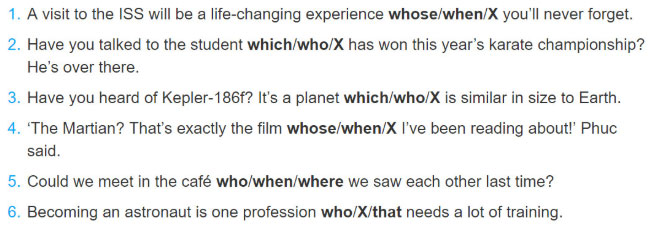 1. A visit to the ISS will be a life-changing experience whose/when/X you’ll never forget.
2. Have you talked to the student which/who/X has won this year’s karate championship?
He’s over there.
3. Have you heard of Kepler-186f? It’s a planet which/who/X is similar in size to Earth.
4. ‘The Martian? That’s exactly the film whose/when/X I’ve been reading about!’ Phuc
said.
5. Could we meet in the café who/when/where we saw each other last time?
6. Becoming an astronaut is one profession who/X/that needs a lot of training.